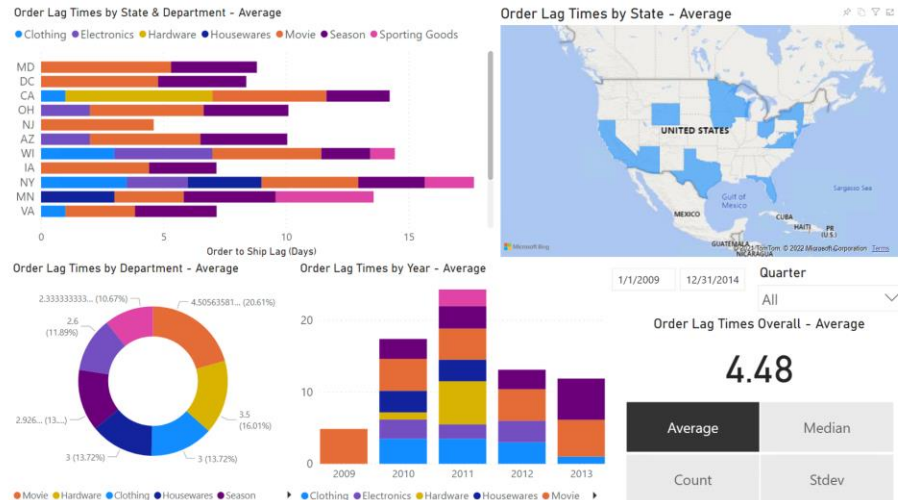 Order Lag Times by State & Department - Average
Clothing Electronics Hardware Housewares Movie Season Sporting Goods
MD
DC
CA
OH
NJ
AZ
WI
IA
NY
MN
VA
0 5 10 15
Order to Ship Lag (Days)
Order Lag Times by State - Average
UNITED STATES
MEXICO
Gulf of
Mexico
Sargasso Sea
CUBA
HAITI
PR
(U.S.)
GUATEMALA
NICARAGUA
Microsoft Bing
TomTom © 2022 Microsoft Corporation Terms
Order Lag Times by Department - Average
2.333333333... (10.67%)
4.50563581... (20.61%)
2.6
(11.89%)
3.5
(16.01%)
2.926... (13....)
3 (13.72%)
3 (13.72%)
Movie Hardware Clothing Housewares Season
Order Lag Times by Year - Average
20
10
0
2009 2010 2011 2012 2013
Clothing Electronics Hardware Housewares Movie
1/1/2009 12/31/2014
Quarter
All
Order Lag Times Overall - Average
4.48
Average Median
Count Stdev